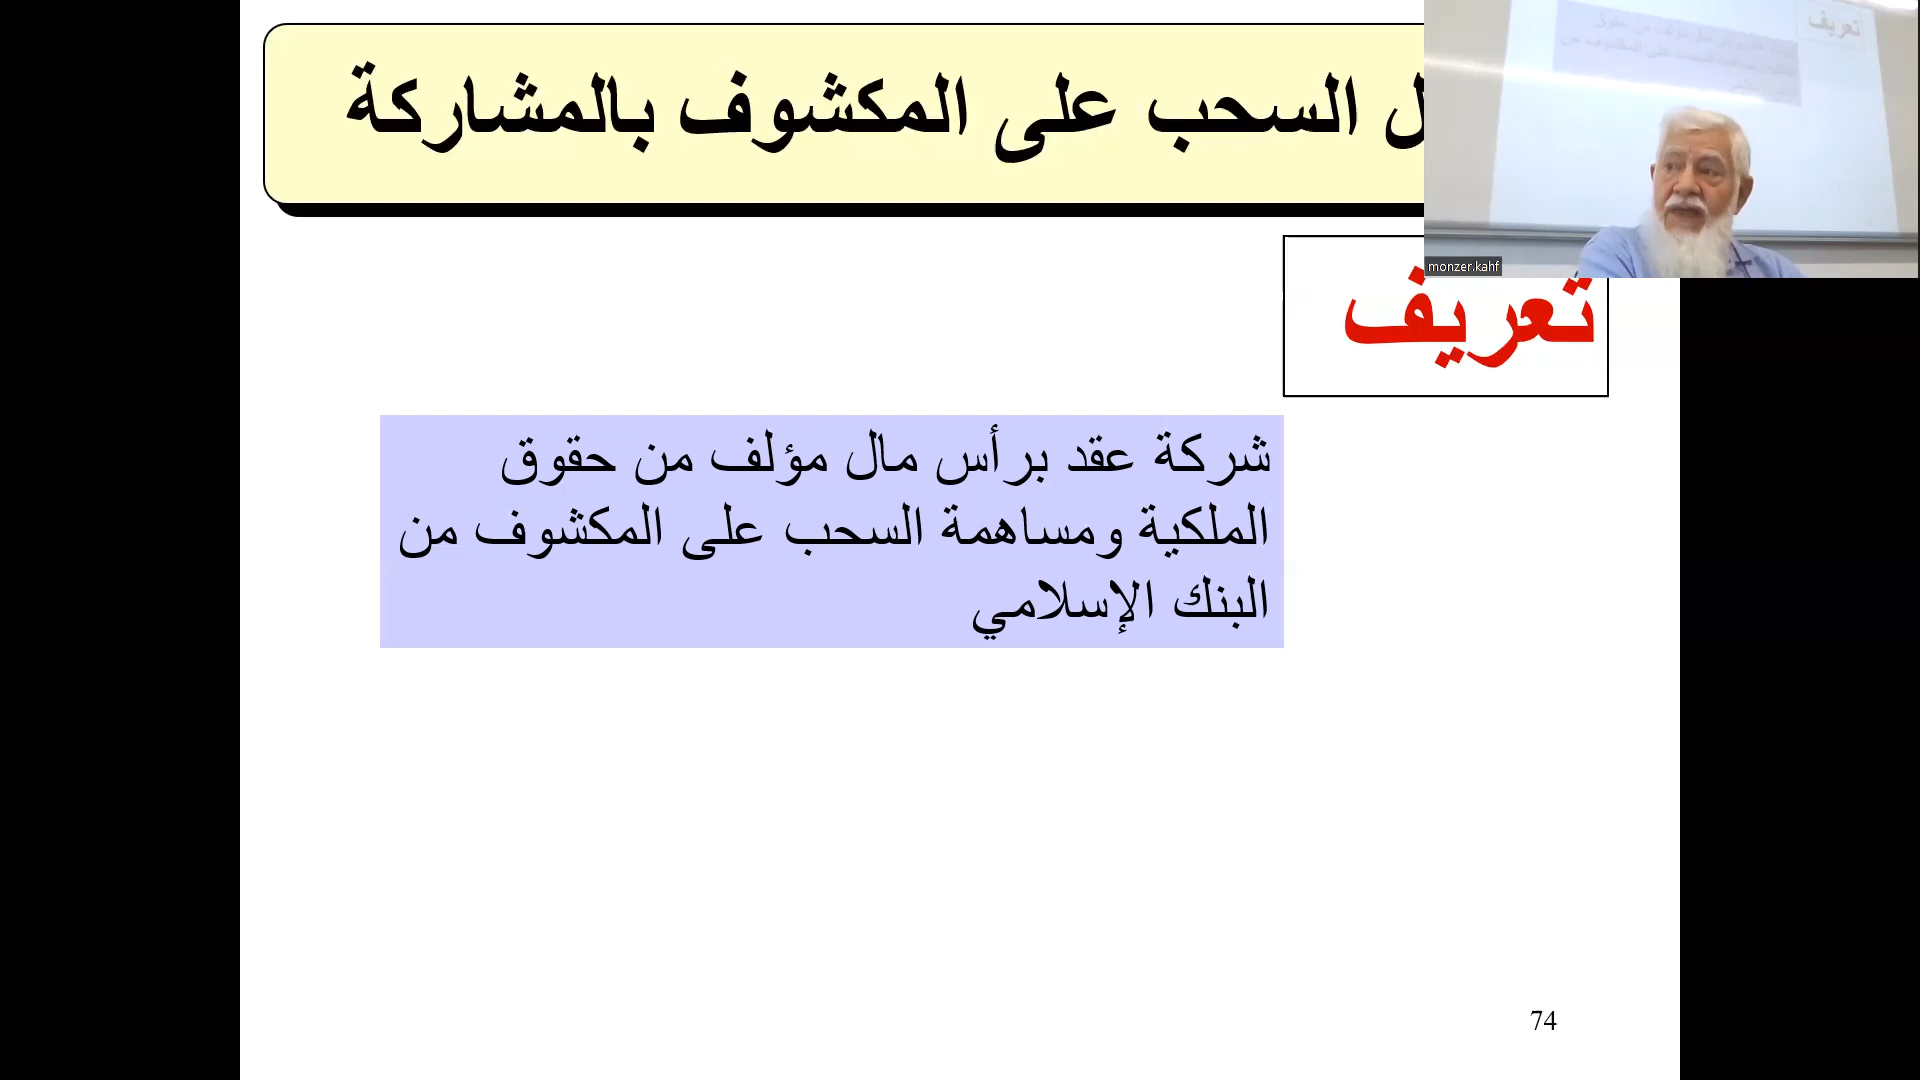 السحب على المكشوف بالمشاركة
تعريف
monzer.kahf
تعريف
شركة عقد برأس مال مؤلف من حقوق
الملكية ومساهمة السحب على المكشوف من
البنك الإسلامي
74